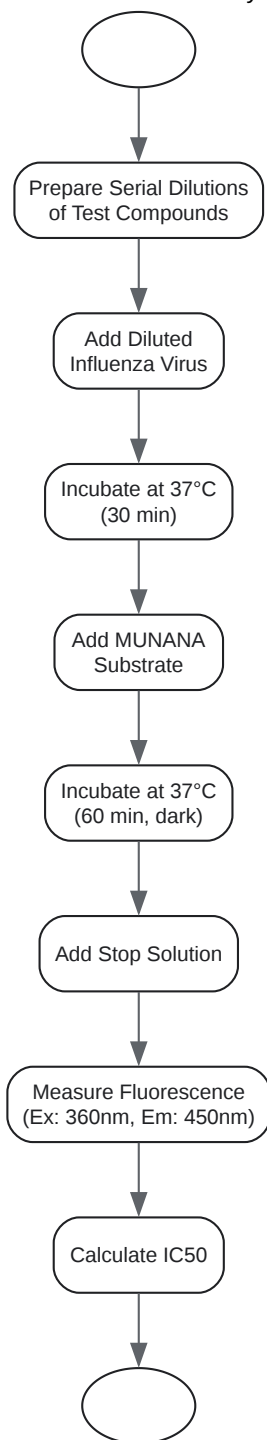 Prepare Serial Dilutions
of Test Compounds
Add Diluted
Influenza Virus
Incubate at 37°C
(30 min)
Add MUNANA
Substrate
Incubate at 37°C
(60 min, dark)
Add Stop Solution
Measure Fluorescence
(Ex: 360nm, Em: 450nm)
Calculate IC50